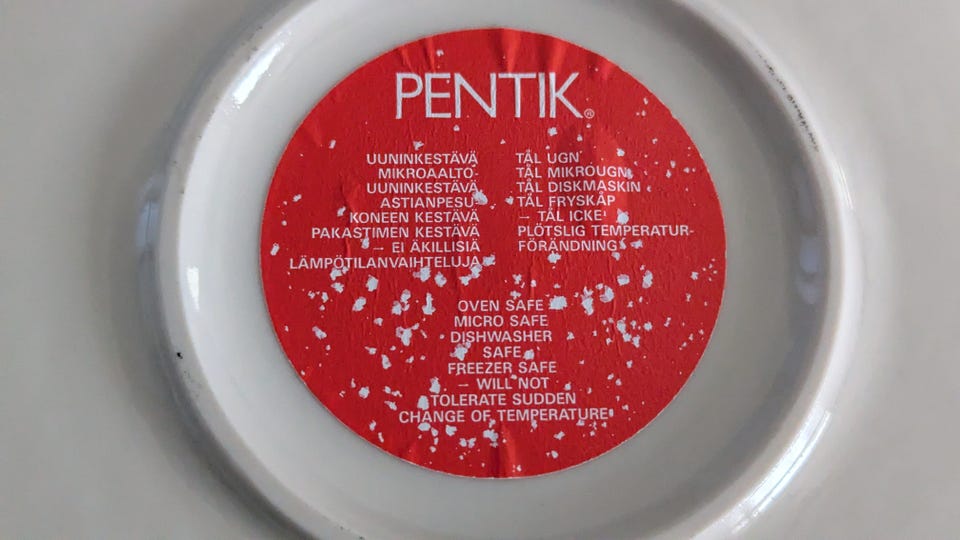 PENTIK®
UUNINKESTÄVÄ
MIKROAALTO-
UUNINKESTÄVÄ
ASTIANPESU-
KONEEN KESTÄVÄ
PAKASTIMEN KESTÄVÄ
– EI ÄKILLISIÄ
LÄMPÖTILANVAIHTELUJA
TÅL UGN
TÅL MIKROUGN
TÅL DISKMASKIN
TÅL FRYSKÅP
– TÅL ICKE
PLÖTSLIG TEMPERATUR-
FÖRÄNDNING
OVEN SAFE
MICRO SAFE
DISHWASHER
SAFE
FREEZER SAFE
– WILL NOT
TOLERATE SUDDEN
CHANGE OF TEMPERATURE